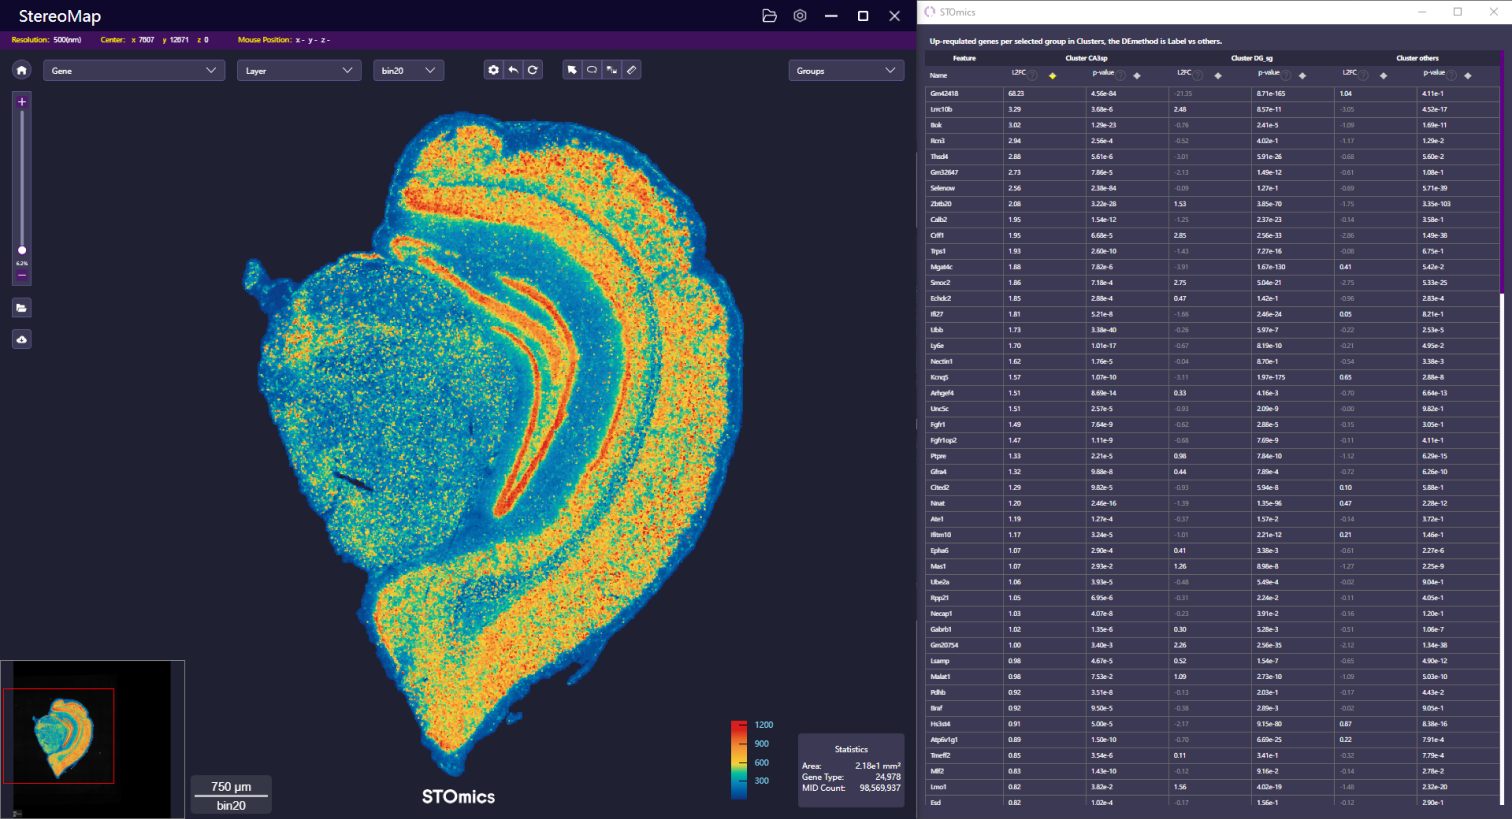 StereoMap
Resolution: 500(nm) Center: x 7807 y 12671 z 0 Mouse Position: x - y - z -
Gene Layer bin20 Groups
6.2%
1200
900
600
300
Statistics
Area: 2.18e1 mm²
Gene Type: 24,978
MID Count: 98,569,937
750 μm
bin20
STOmics
STOmics
Up-requlated genes per selected group in Clusters, the DEmethod is Label vs others.
Feature Cluster CA3sp Cluster DG_sg Cluster others
Name L2FC p-value L2FC p-value L2FC p-value
Gm42418 68.23 4.56e-84 -21.35 8.71e-165 1.04 4.11e-1
Lrrc10b 3.29 3.68e-6 2.48 8.57e-11 -3.05 4.52e-17
Bok 3.02 1.29e-23 -0.76 2.41e-5 -1.09 1.69e-11
Rcn3 2.94 2.56e-4 -0.52 4.02e-1 -1.17 1.29e-2
Thsd4 2.88 5.61e-6 -3.01 5.91e-26 -0.68 5.60e-2
Gm32647 2.73 7.86e-5 -2.13 1.49e-12 -0.61 1.08e-1
Selenow 2.56 2.38e-84 -0.09 1.27e-1 -0.69 5.71e-39
Zbtb20 2.08 3.22e-28 1.53 3.85e-70 -1.75 3.35e-103
Calb2 1.95 1.54e-12 -1.25 2.37e-23 -0.14 3.58e-1
Crlf1 1.95 6.68e-5 2.85 2.56e-33 -2.86 1.49e-38
Trps1 1.93 2.60e-10 -1.43 7.27e-16 -0.08 6.75e-1
Mgat4c 1.88 7.82e-6 -3.91 1.67e-130 0.41 5.42e-2
Smoc2 1.86 7.18e-4 2.75 5.04e-21 -2.75 5.33e-25
Echdc2 1.85 2.88e-4 0.47 1.42e-1 -0.96 2.83e-4
Ifi27 1.81 5.21e-8 -1.66 2.46e-24 0.05 8.21e-1
Ubb 1.73 3.38e-40 -0.26 5.97e-7 -0.22 2.53e-5
Ly6e 1.70 1.01e-17 -0.67 8.19e-10 -0.21 4.95e-2
Nectin1 1.62 1.76e-5 -0.04 8.70e-1 -0.54 3.38e-3
Kcnq5 1.57 1.07e-10 -3.11 1.97e-175 0.65 2.88e-8
Arhgef4 1.51 8.69e-14 0.33 4.16e-3 -0.70 6.64e-13
Unc5c 1.51 2.57e-5 -0.93 2.09e-9 -0.00 9.82e-1
Fgfr1 1.49 7.64e-9 -0.62 2.88e-5 -0.15 3.05e-1
Fgfr1op2 1.47 1.11e-9 -0.68 7.69e-9 -0.11 4.11e-1
Ptpre 1.33 2.21e-5 0.98 7.84e-10 -1.12 6.29e-15
Gfra4 1.32 9.88e-8 0.44 7.89e-4 -0.72 6.26e-10
Cited2 1.29 9.82e-5 -0.93 5.94e-8 0.10 5.88e-1
Nnat 1.20 2.46e-16 -1.39 1.35e-96 0.47 2.28e-12
Ate1 1.19 1.27e-4 -0.37 1.57e-2 -0.14 3.72e-1
Ifitm10 1.17 3.24e-5 -1.01 2.21e-12 0.21 1.46e-1
Epha6 1.07 2.90e-4 0.41 3.38e-3 -0.61 2.27e-6
Mas1 1.07 2.93e-2 1.26 8.98e-8 -1.27 2.25e-9
Ube2a 1.06 3.93e-5 -0.48 5.49e-4 -0.02 9.04e-1
Rpp21 1.05 6.95e-6 -0.31 2.24e-2 -0.11 4.05e-1
Necap1 1.03 4.07e-8 -0.23 3.91e-2 -0.16 1.20e-1
Gabrb1 1.02 1.35e-6 0.30 5.28e-3 -0.51 1.06e-7
Gm20754 1.00 3.40e-3 2.26 2.56e-35 -2.12 1.34e-38
Lsamp 0.98 4.67e-5 0.52 1.54e-7 -0.65 4.90e-12
Malat1 0.98 7.53e-2 1.09 2.73e-10 -1.09 5.03e-10
Pdhb 0.92 3.51e-8 -0.13 2.03e-1 -0.17 4.43e-2
Braf 0.92 9.50e-5 -0.38 2.89e-3 -0.02 9.05e-1
Hs3st4 0.91 5.00e-5 -2.17 9.15e-80 0.87 8.38e-16
Atp6v1g1 0.89 1.50e-10 -0.70 6.69e-25 0.22 7.91e-4
Tmeff2 0.85 3.54e-6 0.11 3.41e-1 -0.32 7.79e-4
Mlf2 0.83 1.43e-10 -0.12 9.16e-2 -0.14 2.78e-2
Lmo1 0.82 3.82e-2 1.56 4.02e-19 -1.48 2.32e-20
Esd 0.82 1.02e-4 -0.17 1.56e-1 -0.12 2.90e-1